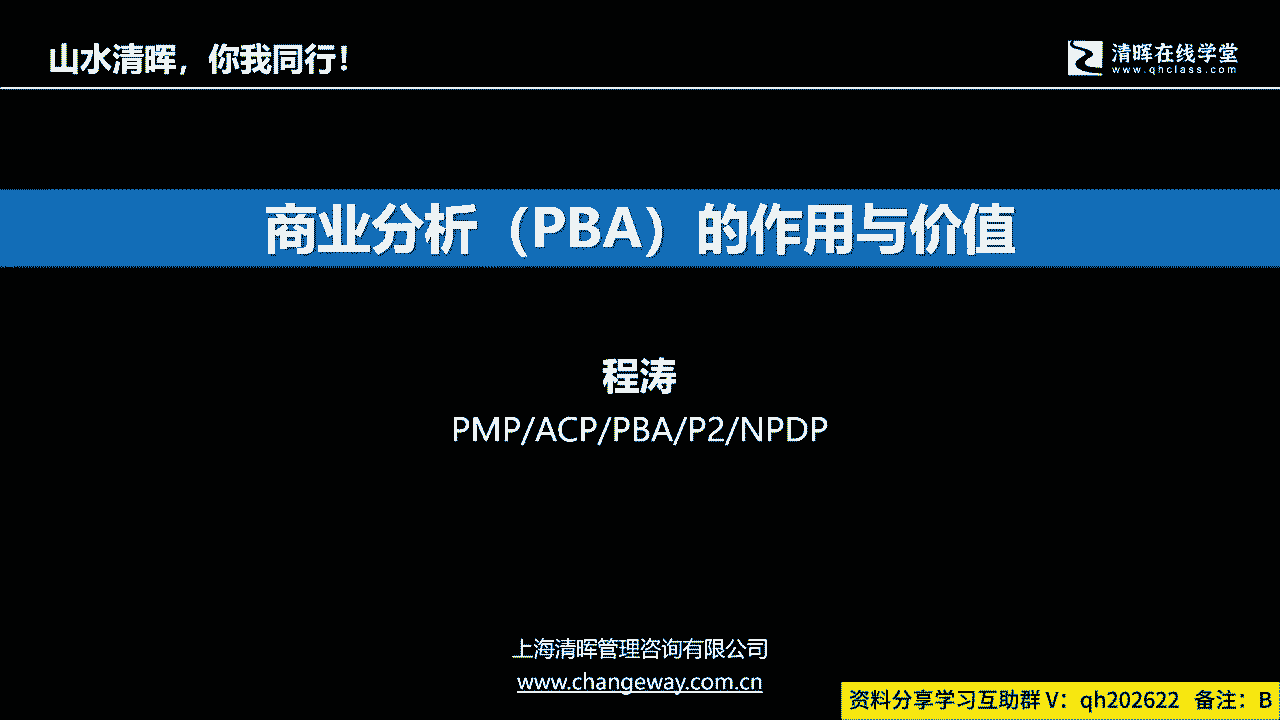 山水清晖，你我同行！
清晖在线学堂
www.qhclass.com
商业分析（PBA）的作用与价值
程涛
PMP/ACP/PBA/P2/NPDP
上海清晖管理咨询有限公司
www.changeway.com.cn
资料分享学习互助群 V：qh202622 备注：B